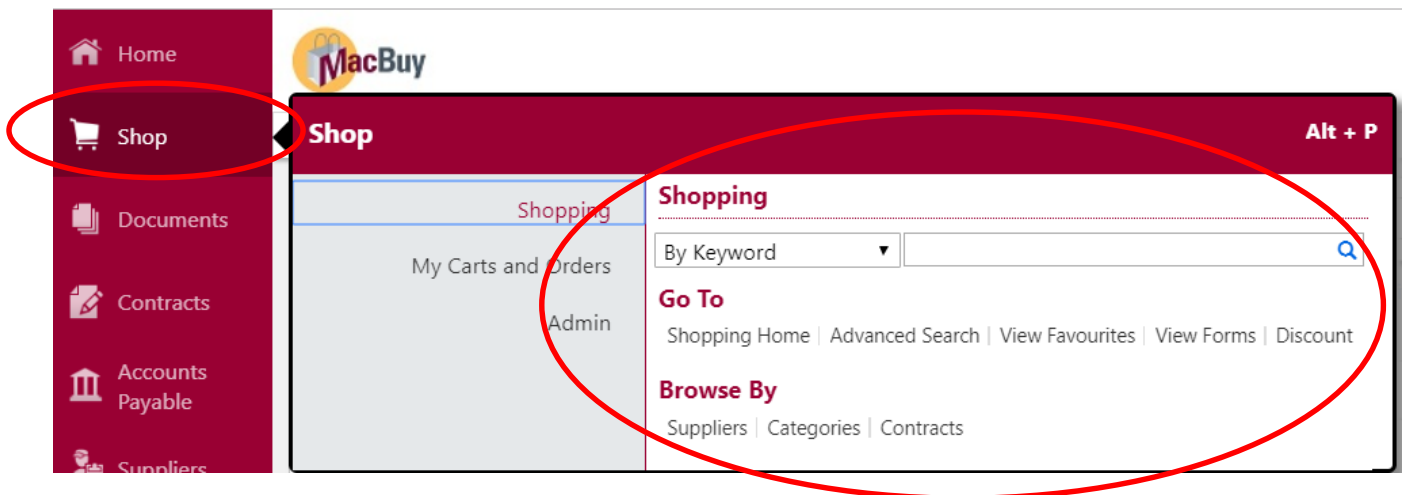 Home
Shop
Documents
Contracts
Accounts
Payable
Suppliers
MacBuy
Shop
Alt + P
Shopping
My Carts and Orders
Admin
Shopping
By Keyword
Go To
Shopping Home | Advanced Search | View Favourites | View Forms | Discount
Browse By
Suppliers | Categories | Contracts